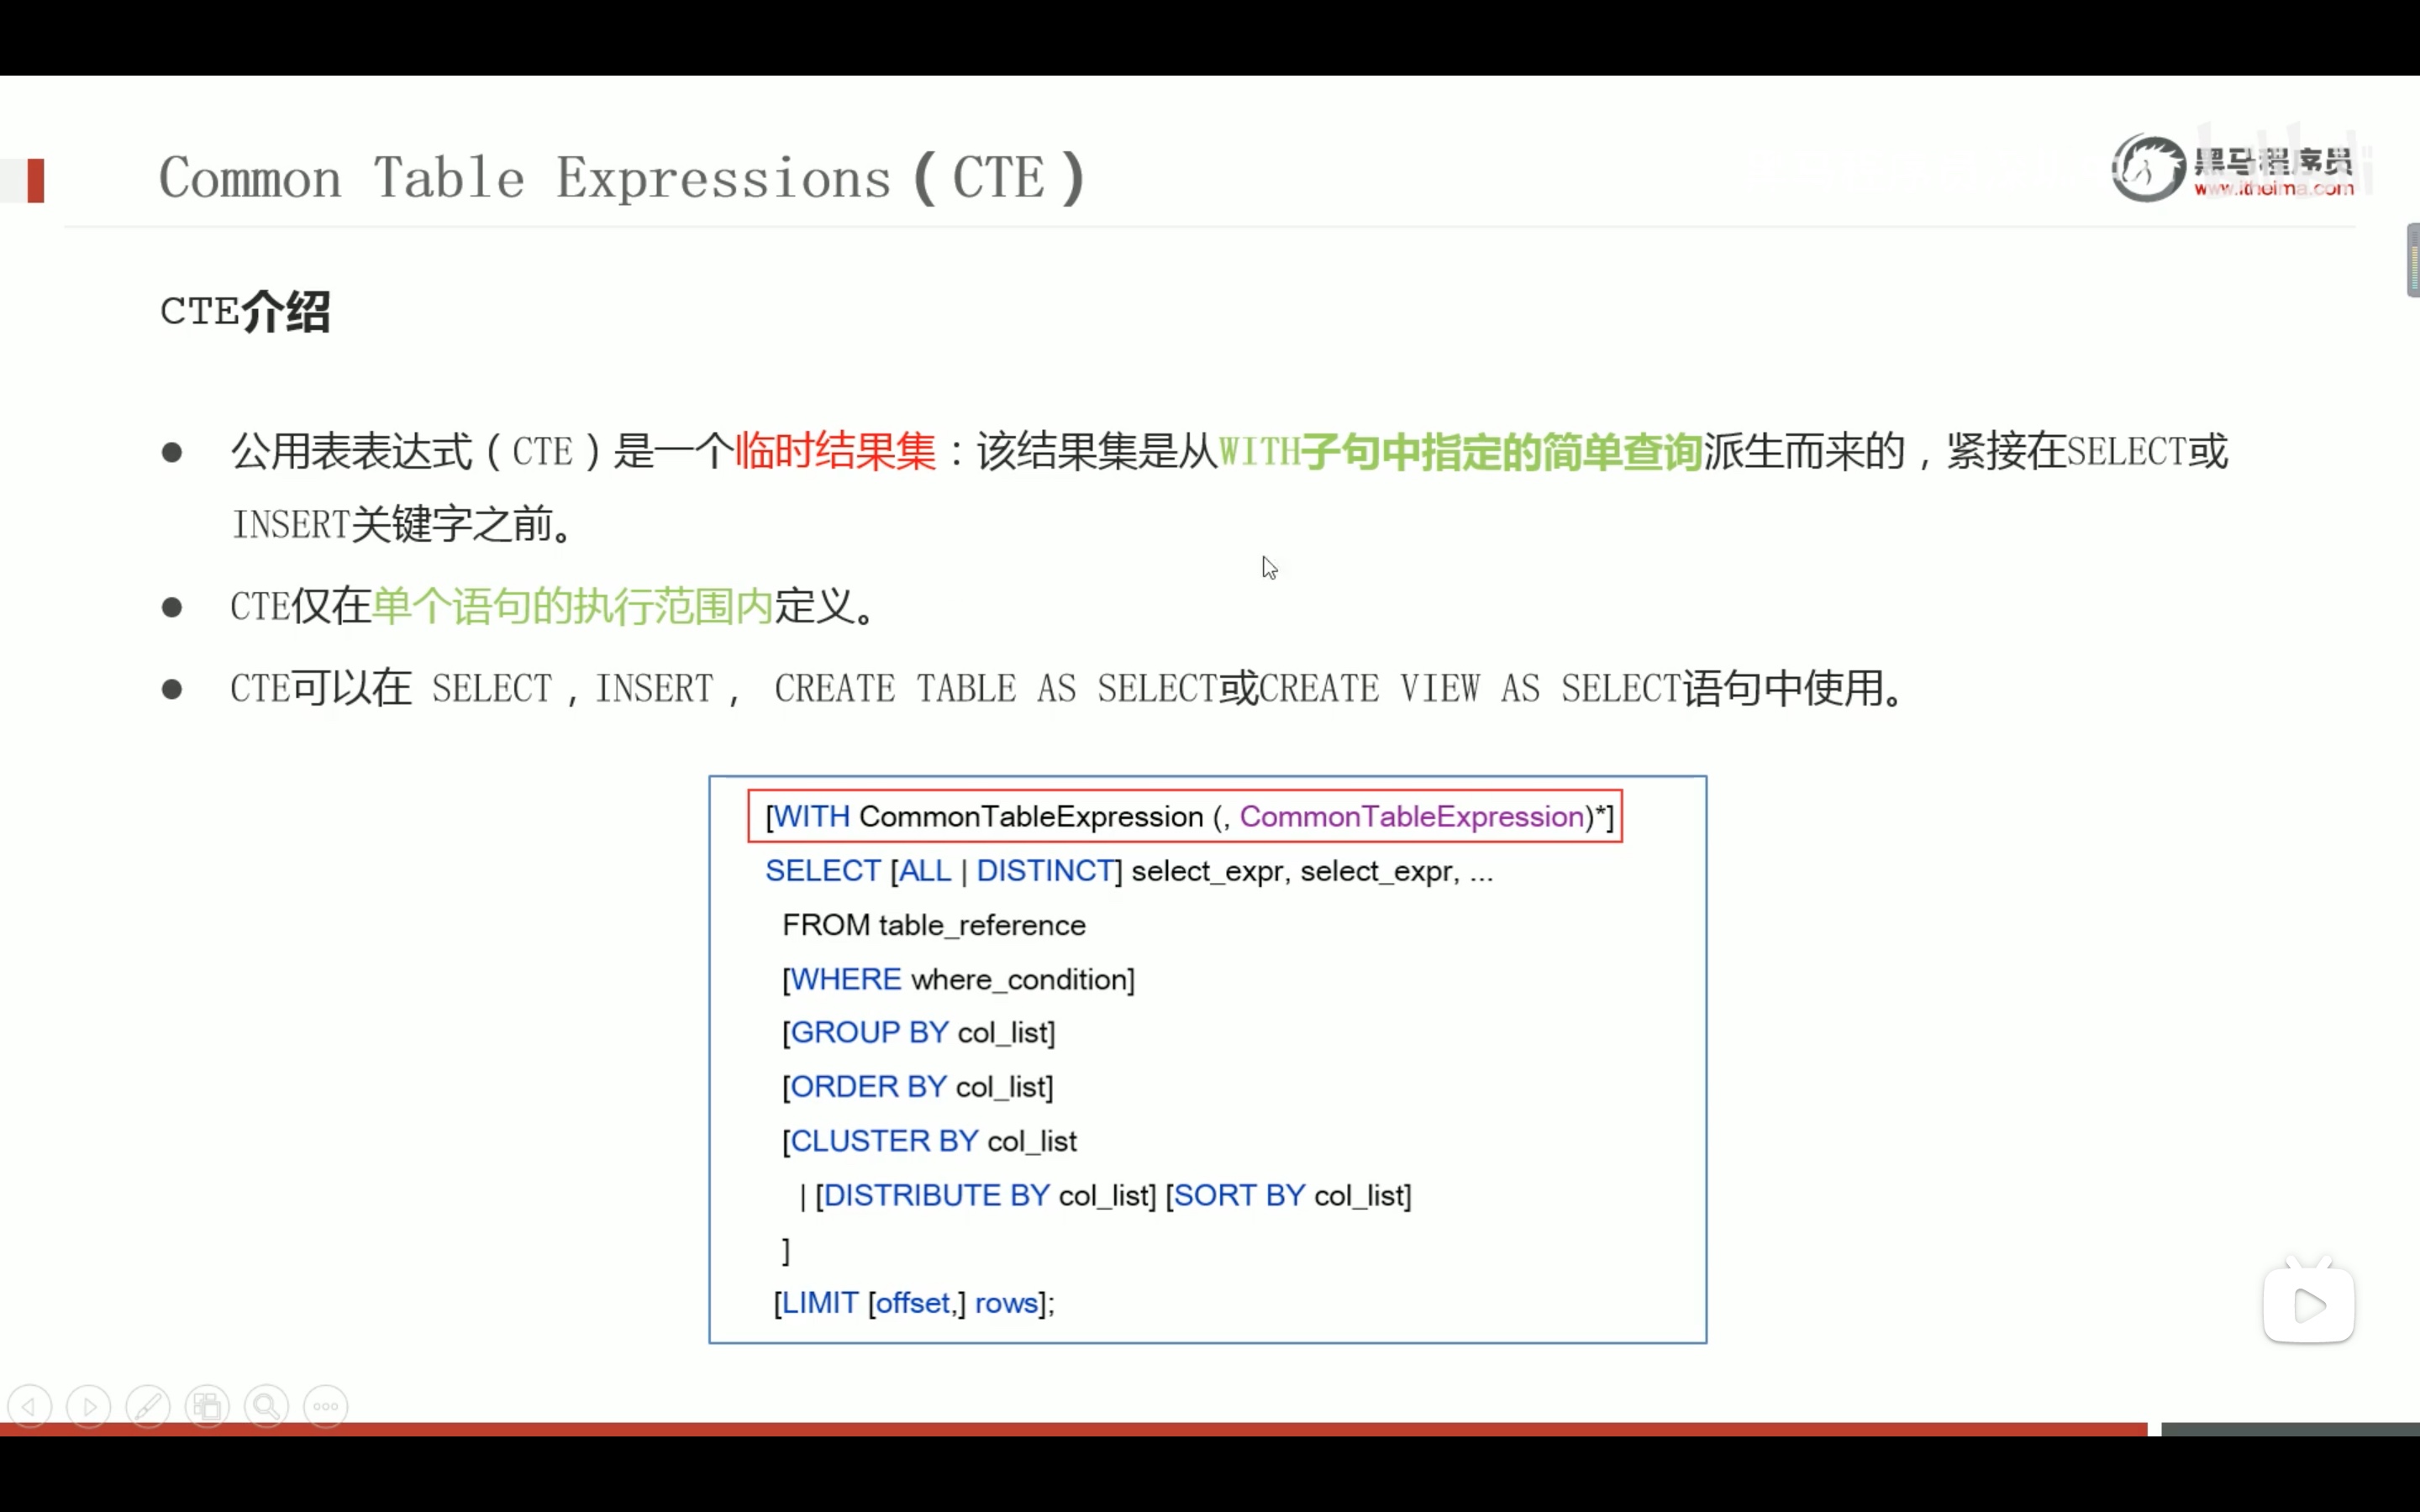 Common Table Expressions（CTE）
黑马程序员
www.itheima.com
CTE介绍
● 公用表表达式（CTE）是一个临时结果集：该结果集是从WITH子句中指定的简单查询派生而来的，紧接在SELECT或
INSERT关键字之前。
● CTE仅在单个语句的执行范围内定义。
● CTE可以在 SELECT，INSERT， CREATE TABLE AS SELECT或CREATE VIEW AS SELECT语句中使用。
[WITH CommonTableExpression (, CommonTableExpression)*]
SELECT [ALL | DISTINCT] select_expr, select_expr, ...
FROM table_reference
[WHERE where_condition]
[GROUP BY col_list]
[ORDER BY col_list]
[CLUSTER BY col_list
| [DISTRIBUTE BY col_list] [SORT BY col_list]
]
[LIMIT [offset,] rows];